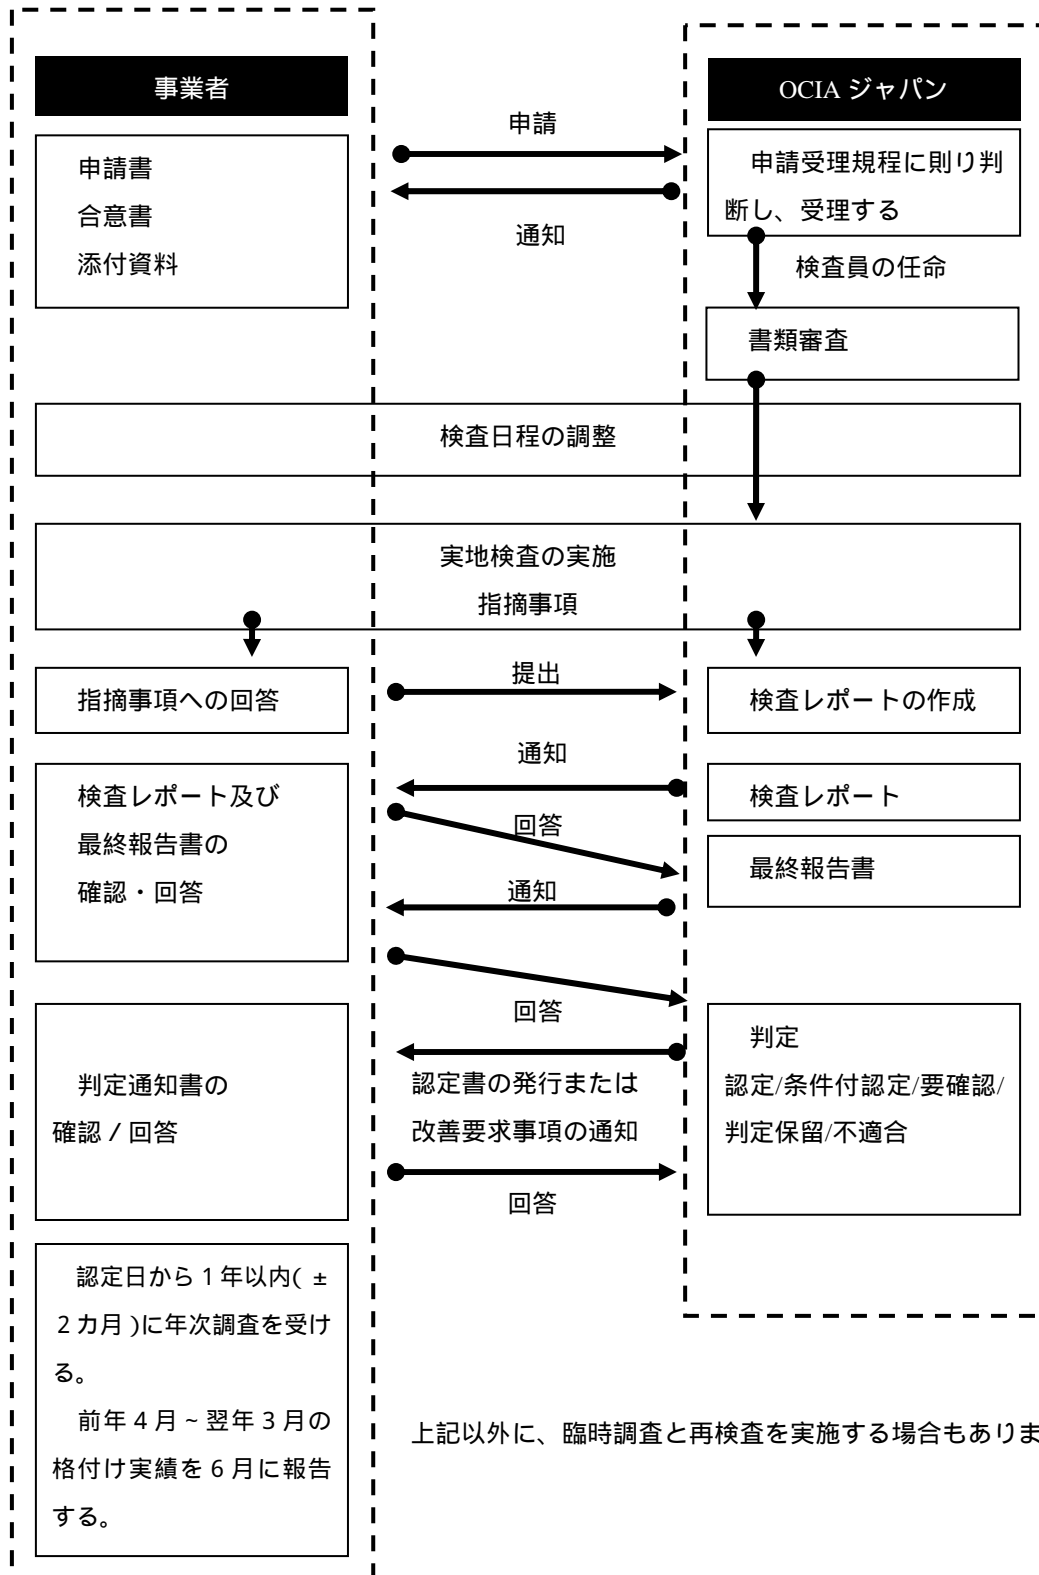 事業者
OCIA ジャパン
申請
申請書
合意書
添付資料
申請受理規程に則り判
断し、受理する
通知
検査員の任命
書類審査
検査日程の調整
実地検査の実施
指摘事項
提出
指摘事項への回答
検査レポートの作成
通知
検査レポート及び
最終報告書の
確認・回答
検査レポート
回答
最終報告書
通知
回答
判定
認定/条件付認定/要確認/
判定保留/不適合
判定通知書の
確認/回答
認定書の発行または
改善要求事項の通知
回答
認定日から1年以内(±
2カ月)に年次調査を受け
る。
前年4月~翌年3月の
格付け実績を6月に報告
する。
上記以外に、臨時調査と再検査を実施する場合もありま